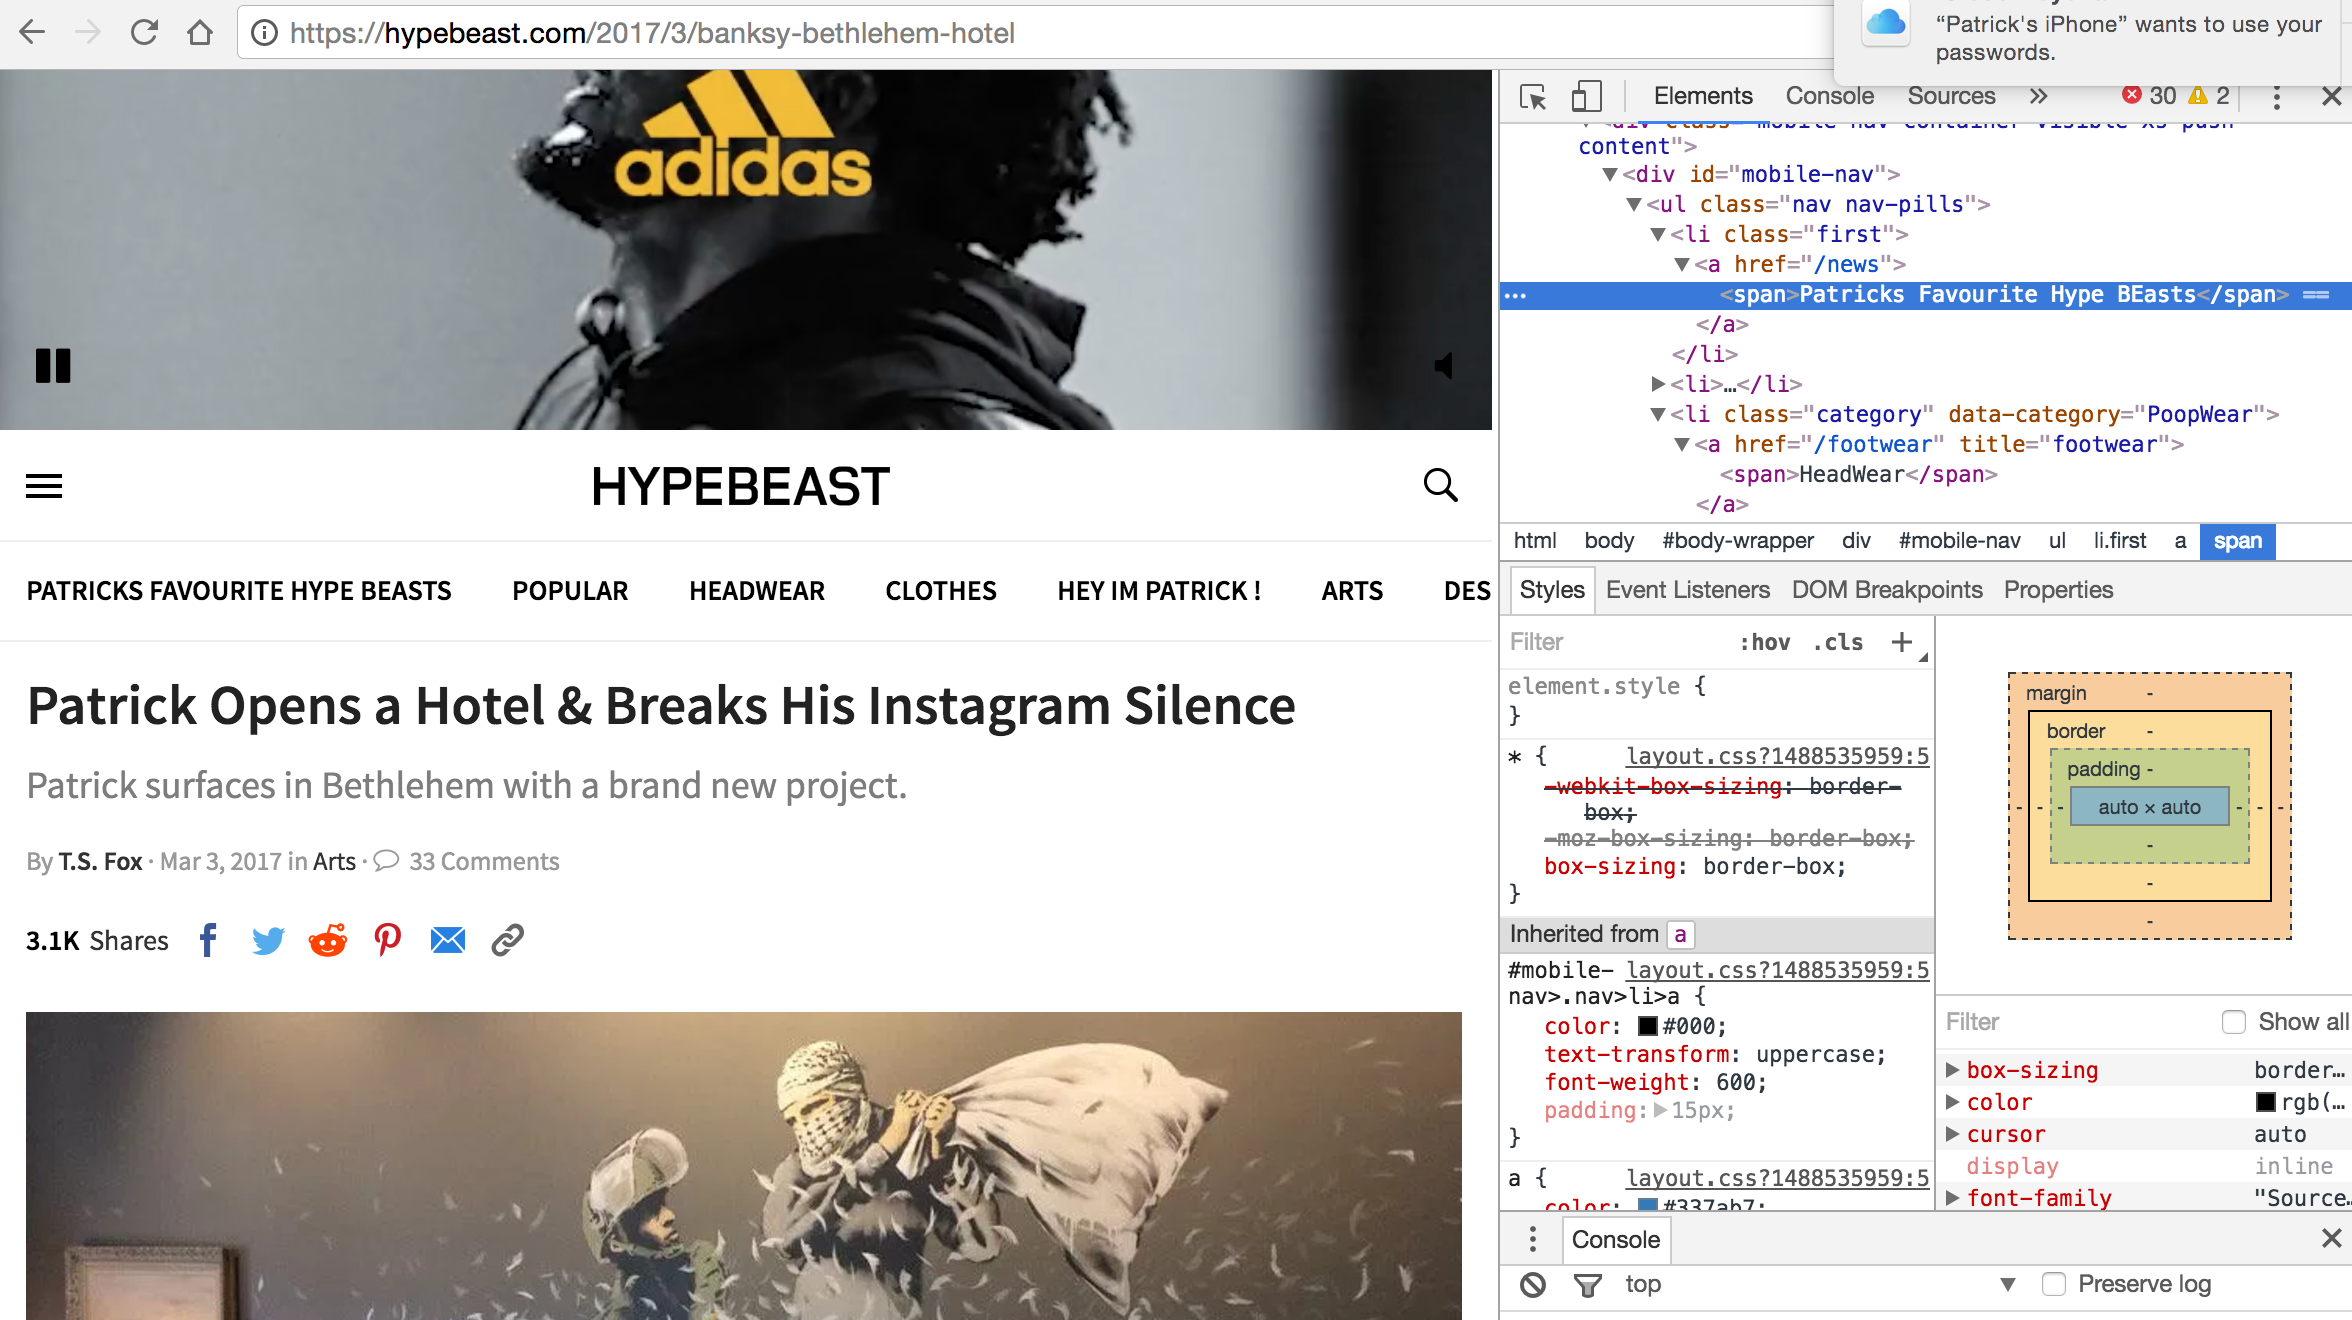 https://hypebeast.com/2017/3/banksy-bethlehem-hotel
“Patrick's iPhone” wants to use your
passwords.
adidas
HYPEBEAST
PATRICKS FAVOURITE HYPE BEASTS POPULAR HEADWEAR CLOTHES HEY IM PATRICK ! ARTS DES
Patrick Opens a Hotel & Breaks His Instagram Silence
Patrick surfaces in Bethlehem with a brand new project.
By T.S. Fox · Mar 3, 2017 in Arts · 33 Comments
3.1K Shares
Elements Console Sources » 30 2
<div class="mobile-nav-container visible-xs push-
content">
<div id="mobile-nav">
<ul class="nav nav-pills">
<li class="first">
<a href="/news">
... <span>Patricks Favourite Hype BEasts</span> ==
</a>
</li>
<li>…</li>
<li class="category" data-category="PoopWear">
<a href="/footwear" title="footwear">
<span>HeadWear</span>
</a>
html body #body-wrapper div #mobile-nav ul li.first a span
Styles Event Listeners DOM Breakpoints Properties
Filter :hov .cls +
element.style {
}
* { layout.css?1488535959:5
-webkit-box-sizing: border-
box;
-moz-box-sizing: border-box;
box-sizing: border-box;
}
Inherited from a
#mobile- layout.css?1488535959:5
nav>.nav>li>a {
color: #000;
text-transform: uppercase;
font-weight: 600;
padding: 15px;
}
a { layout.css?1488535959:5
color: #337ab7;
margin -
border -
padding -
- - - auto × auto - - -
-
-
-
Filter Show all
box-sizing border…
color rgb(…
cursor auto
display inline
font-family "Source…
Console
top Preserve log